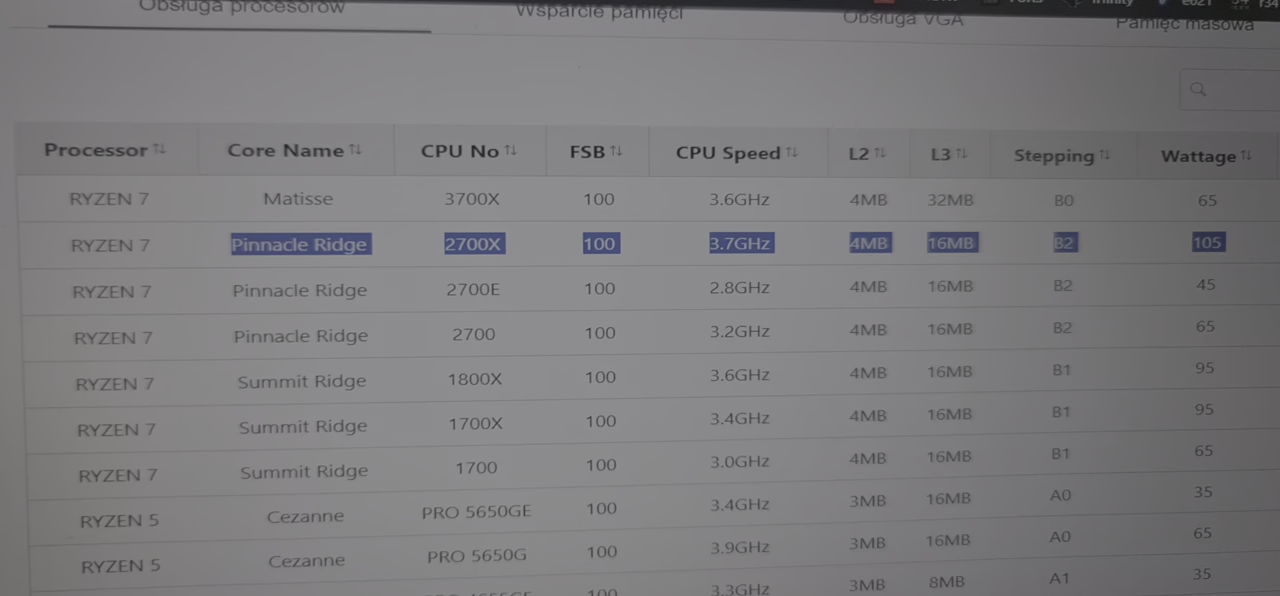 Obsługa procesorów Wsparcie pamięci Obsługa VGA Pamięć masowa
Processor Core Name CPU No FSB CPU Speed L2 L3 Stepping Wattage
RYZEN 7 Matisse 3700X 100 3.6GHz 4MB 32MB B0 65
RYZEN 7 Pinnacle Ridge 2700X 100 3.7GHz 4MB 16MB B2 105
RYZEN 7 Pinnacle Ridge 2700E 100 2.8GHz 4MB 16MB B2 45
RYZEN 7 Pinnacle Ridge 2700 100 3.2GHz 4MB 16MB B2 65
RYZEN 7 Summit Ridge 1800X 100 3.6GHz 4MB 16MB B1 95
RYZEN 7 Summit Ridge 1700X 100 3.4GHz 4MB 16MB B1 95
RYZEN 7 Summit Ridge 1700 100 3.0GHz 4MB 16MB B1 65
RYZEN 5 Cezanne PRO 5650GE 100 3.4GHz 3MB 16MB A0 35
RYZEN 5 Cezanne PRO 5650G 100 3.9GHz 3MB 16MB A0 65
100 3.3GHz 3MB 8MB A1 35